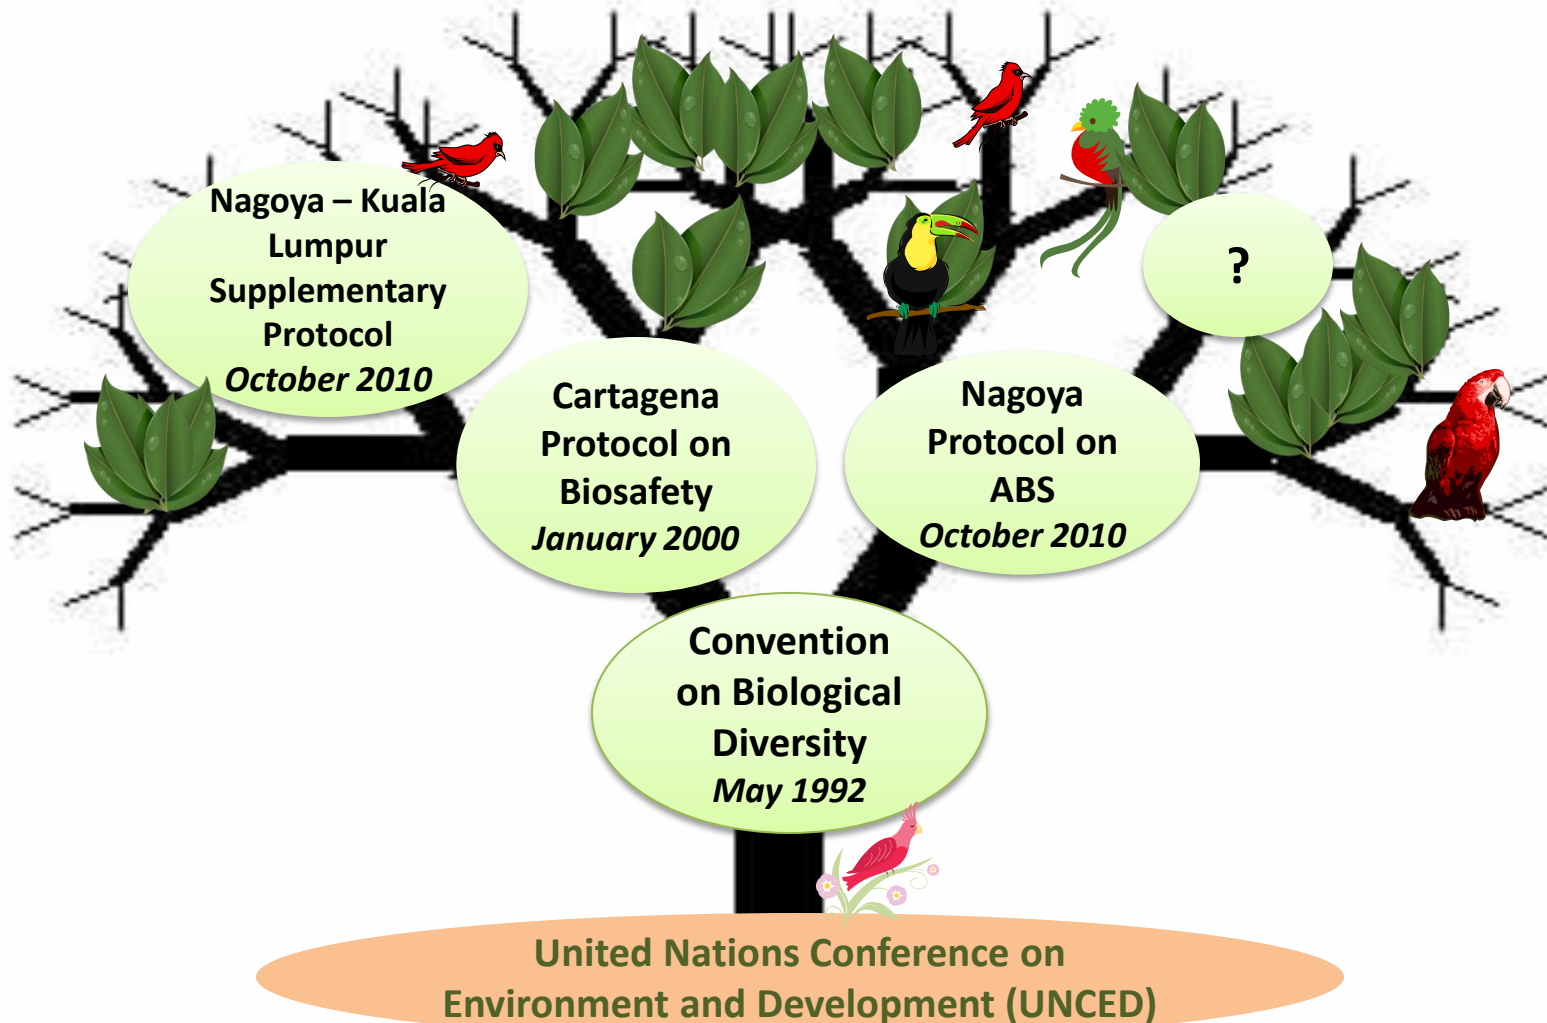 Nagoya – Kuala
Lumpur
Supplementary
Protocol
October 2010
?
Cartagena
Protocol on
Biosafety
January 2000
Nagoya
Protocol on
ABS
October 2010
Convention
on Biological
Diversity
May 1992
United Nations Conference on
Environment and Development (UNCED)